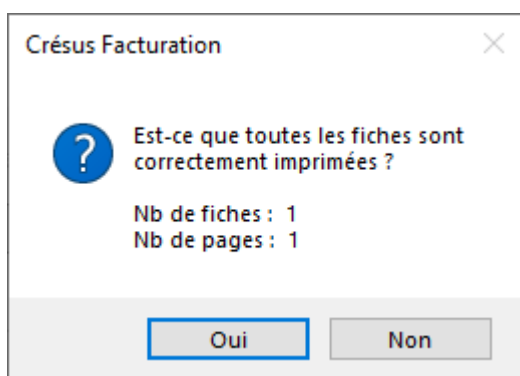 Crésus Facturation
Est-ce que toutes les fiches sont
correctement imprimées ?
Nb de fiches : 1
Nb de pages : 1
Oui
Non